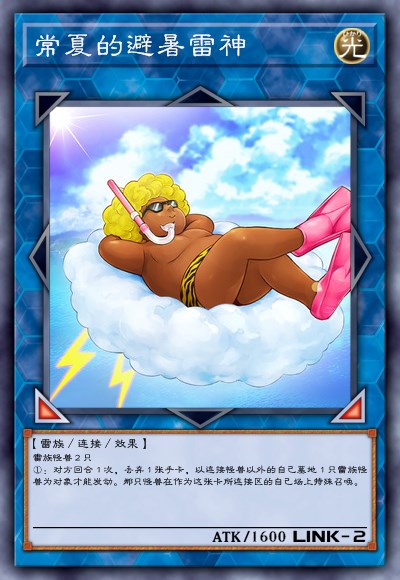 常夏的避暑雷神
ひかり
光
【雷族／连接／效果】
雷族怪兽２只
①：对方回合１次，丢弃１张手卡，以连接怪兽以外的自己墓地１只雷族怪
兽为对象才能发动。那只怪兽在作为这张卡所连接区的自己场上特殊召唤。
ATK/1600 LINK-2